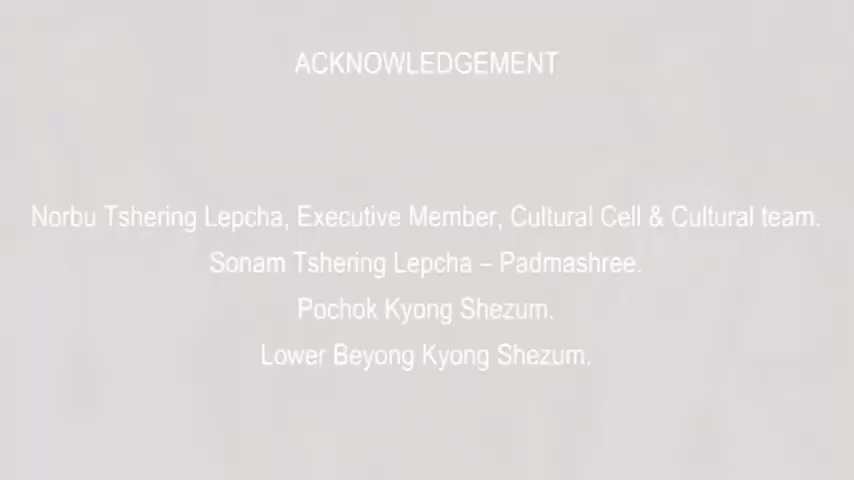 ACKNOWLEDGEMENT
Norbu Tshering Lepcha, Executive Member, Cultural Cell & Cultural team.
Sonam Tshering Lepcha – Padmashree.
Pochok Kyong Shezum.
Lower Beyong Kyong Shezum.